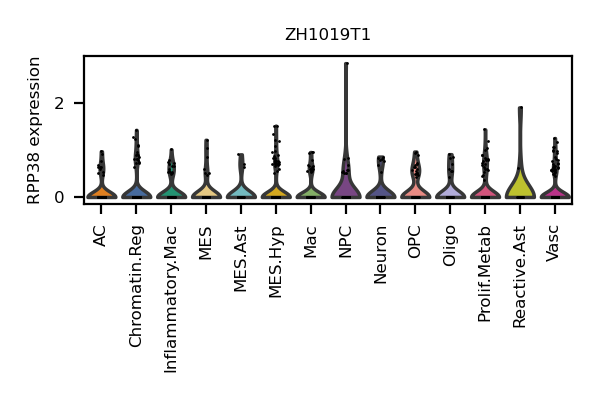 ZH1019T1
RPP38 expression
2
0
AC
Chromatin.Reg
Inflammatory.Mac
MES
MES.Ast
MES.Hyp
Mac
NPC
Neuron
OPC
Oligo
Prolif.Metab
Reactive.Ast
Vasc